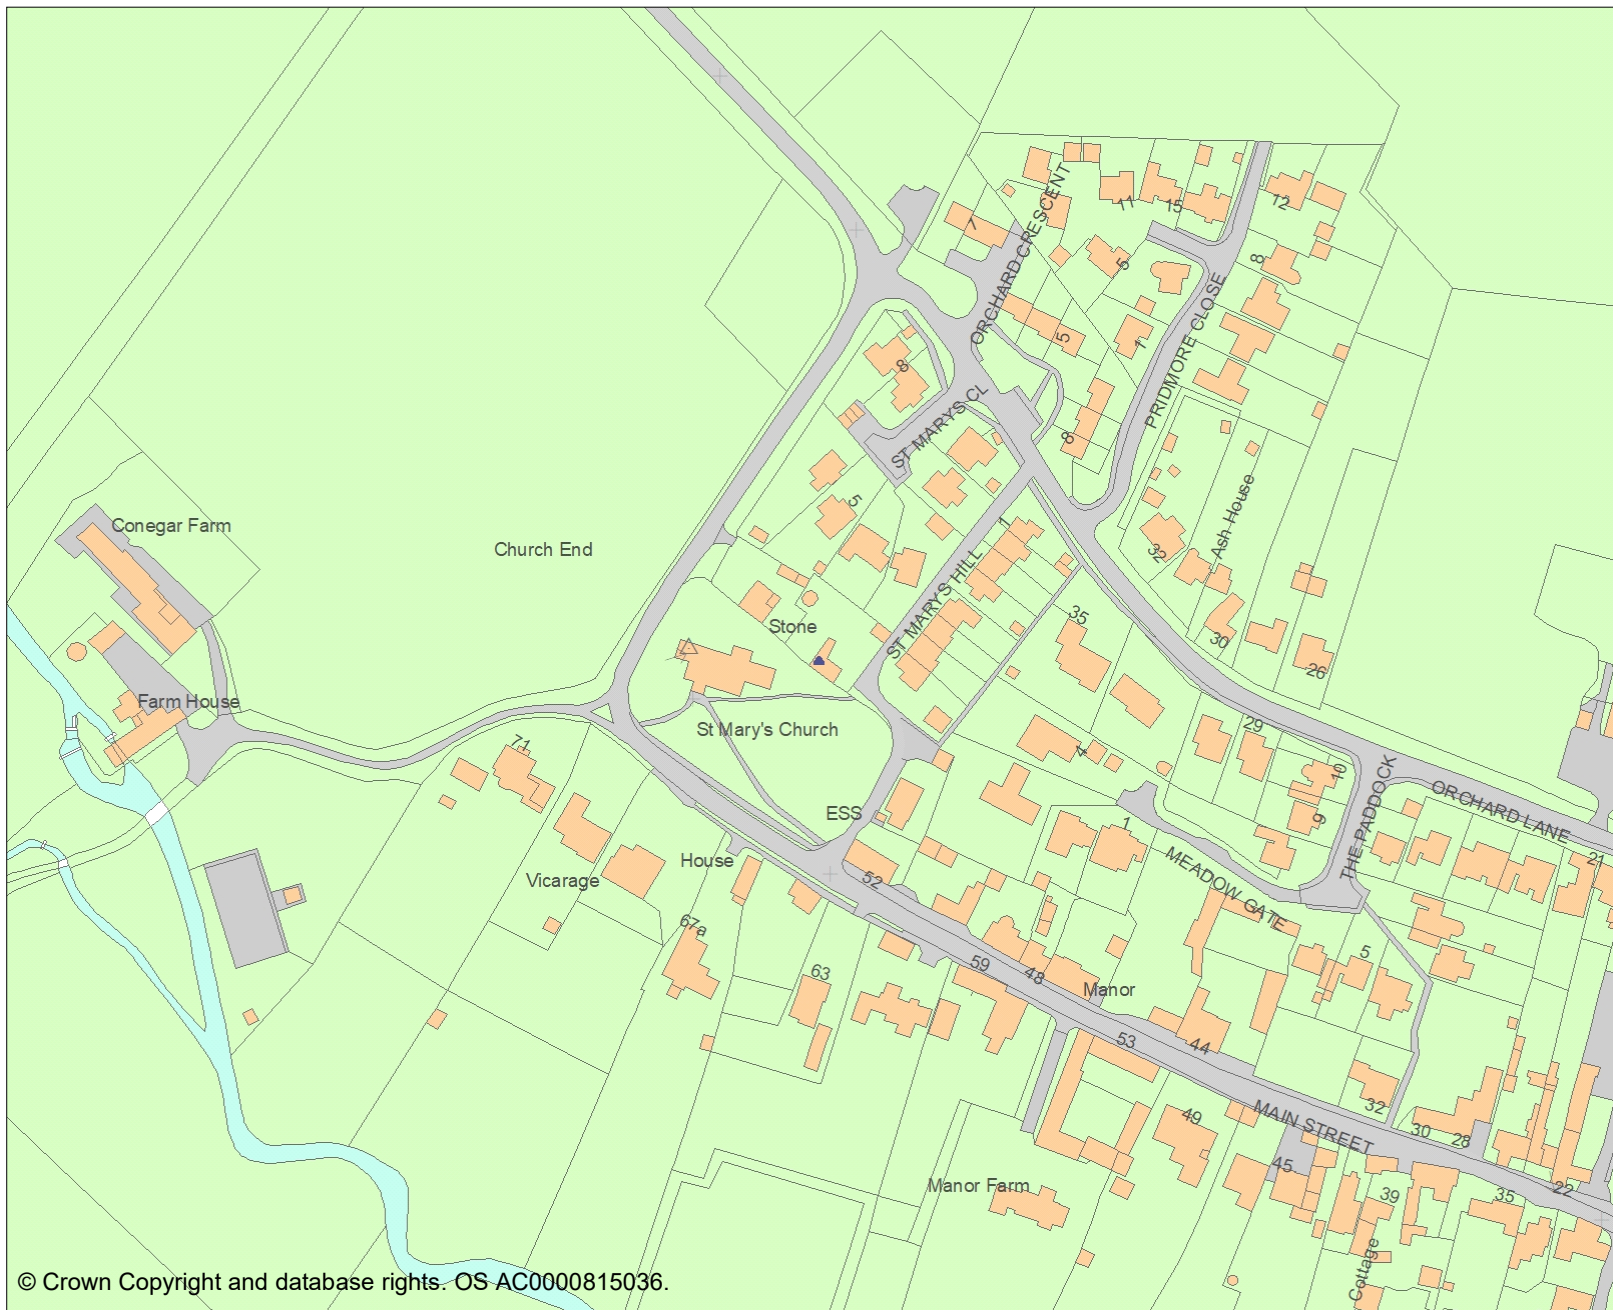 ORCHARD CRESCENT
11
15
12
7
5
8
PRIDMORE CLOSE
1
5
8
ST MARYS CL
8
5
1
Ash House
32
Conegar Farm
Church End
ST MARYS HILL
35
Stone
30
26
Farm House
St Mary's Church
29
71
4
10
THE PADDOCK
ORCHARD LANE
ESS
9
1
House
MEADOW GATE
21
Vicarage
52
67a
63
59
48
5
Manor
53
44
32
MAIN STREET
49
30
28
45
Manor Farm
39
35
22
Cottage
© Crown Copyright and database rights. OS AC0000815036.